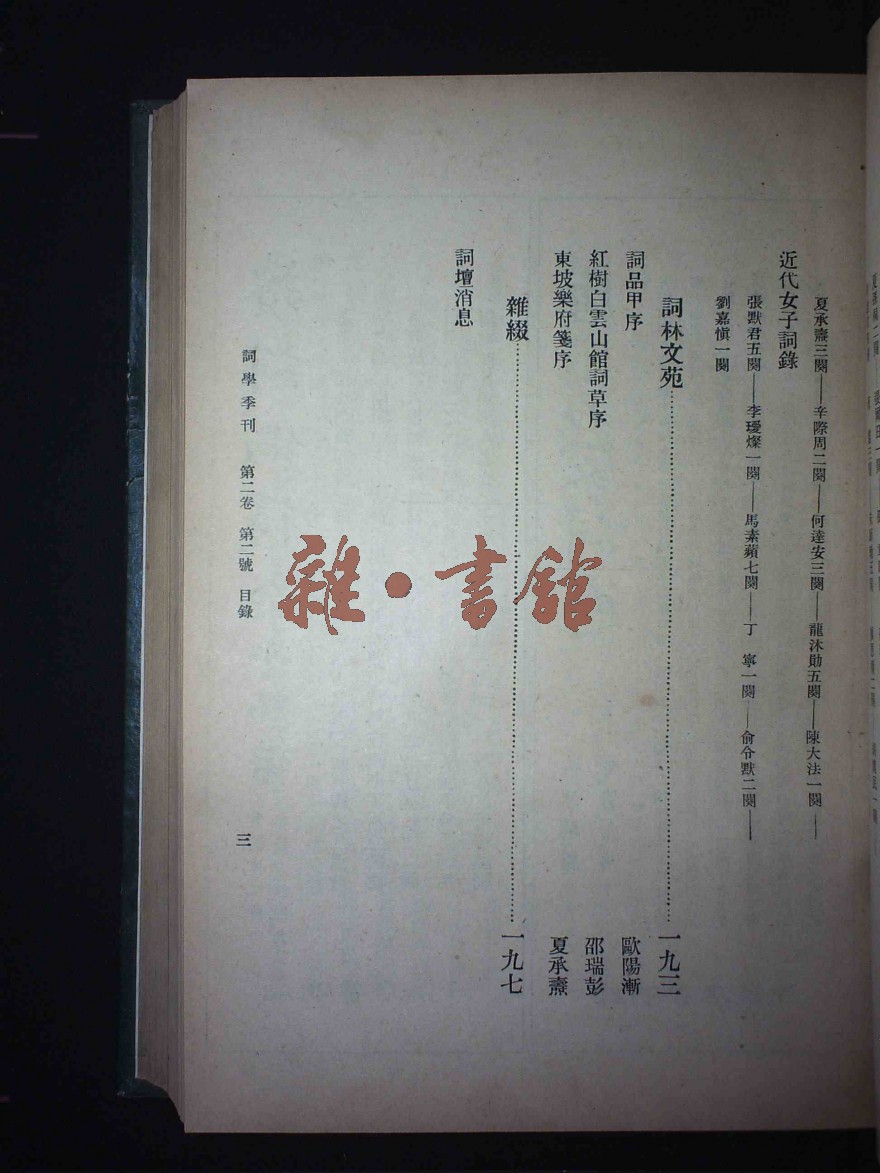 夏承燾三闋——辛際周二闋——何達安三闋——龍沐勛五闋——陳大法一闋——
近代女子詞錄
張默君五闋——李璦燦一闋——馬素蘋七闋——丁　寧一闋——俞令默二闋——
劉嘉愼一闋
詞林文苑……一九三
詞品甲序　歐陽漸
紅樹白雲山館詞草序　邵瑞彭
東坡樂府箋序　夏承燾
雜綴……一九七
詞壇消息
詞學季刊　第二卷　第二號　目錄　三
雜·書館